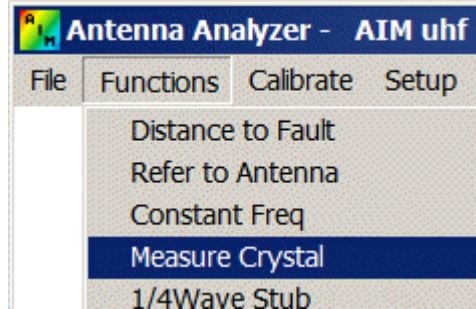 AIM Antenna Analyzer - AIM uhf
File Functions Calibrate Setup
Distance to Fault
Refer to Antenna
Constant Freq
Measure Crystal
1/4Wave Stub